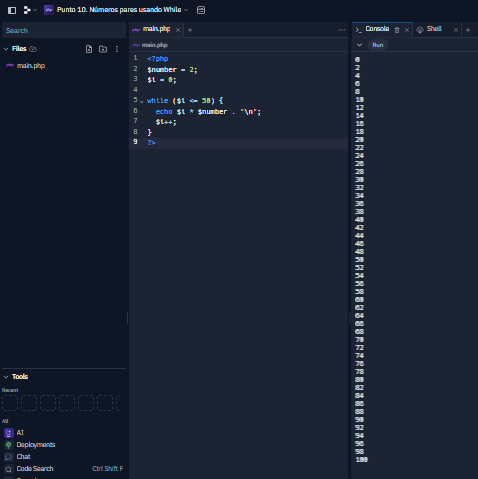 php Punto 10. Números pares usando While
Search
Files
main.php
Tools
Recent
All
AI
Deployments
Chat
Code Search Ctrl Shift F
php main.php
php main.php
1 <?php
2 $number = 2;
3 $i = 0;
4
5 while ($i <= 50) {
6 echo $i * $number . "\n";
7 $i++;
8 }
9 ?>
Console
Shell
Run
0
2
4
6
8
10
12
14
16
18
20
22
24
26
28
30
32
34
36
38
40
42
44
46
48
50
52
54
56
58
60
62
64
66
68
70
72
74
76
78
80
82
84
86
88
90
92
94
96
98
100